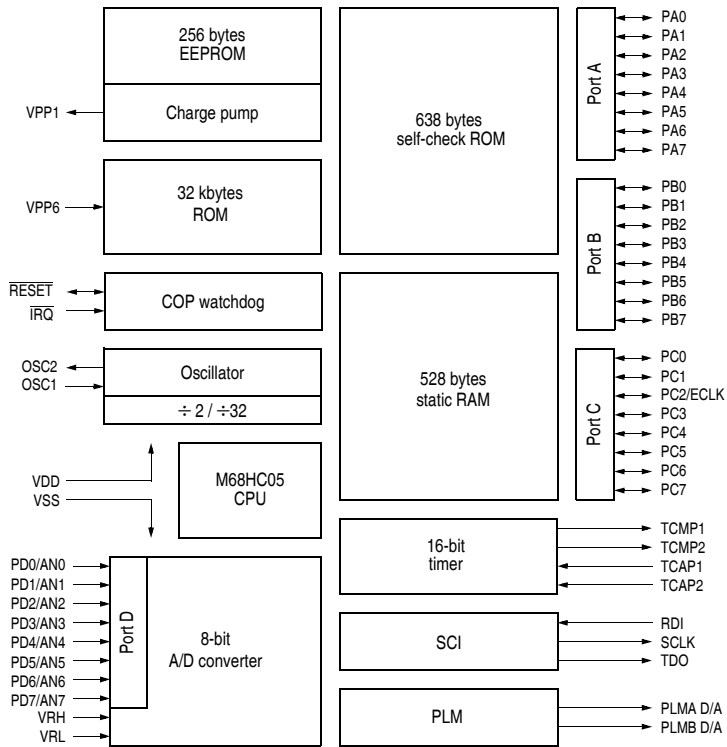 256 bytes
EEPROM
Charge pump
VPP1
32 kbytes
ROM
VPP6
COP watchdog
RESET
IRQ
Oscillator
÷ 2 / ÷32
OSC2
OSC1
M68HC05
CPU
VDD
VSS
PD0/AN0
PD1/AN1
PD2/AN2
PD3/AN3
PD4/AN4
PD5/AN5
PD6/AN6
PD7/AN7
VRH
VRL
Port D
8-bit
A/D converter
638 bytes
self-check ROM
528 bytes
static RAM
16-bit
timer
SCI
PLM
Port A
PA0
PA1
PA2
PA3
PA4
PA5
PA6
PA7
Port B
PB0
PB1
PB2
PB3
PB4
PB5
PB6
PB7
Port C
PC0
PC1
PC2/ECLK
PC3
PC4
PC5
PC6
PC7
TCMP1
TCMP2
TCAP1
TCAP2
RDI
SCLK
TDO
PLMA D/A
PLMB D/A